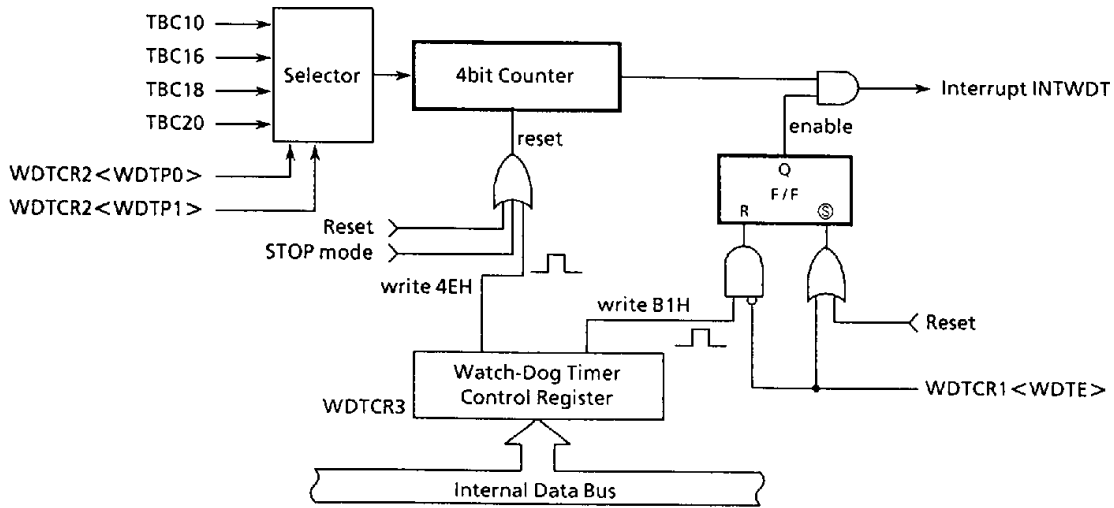 TBC10
TBC16
TBC18
TBC20
Selector
4bit Counter
Interrupt INTWDT
reset
enable
WDTCR2<WDTP0>
WDTCR2<WDTP1>
Q
F/F
R
S
Reset
STOP mode
write 4EH
write B1H
Reset
Watch-Dog Timer
Control Register
WDTCR3
WDTCR1<WDTE>
Internal Data Bus